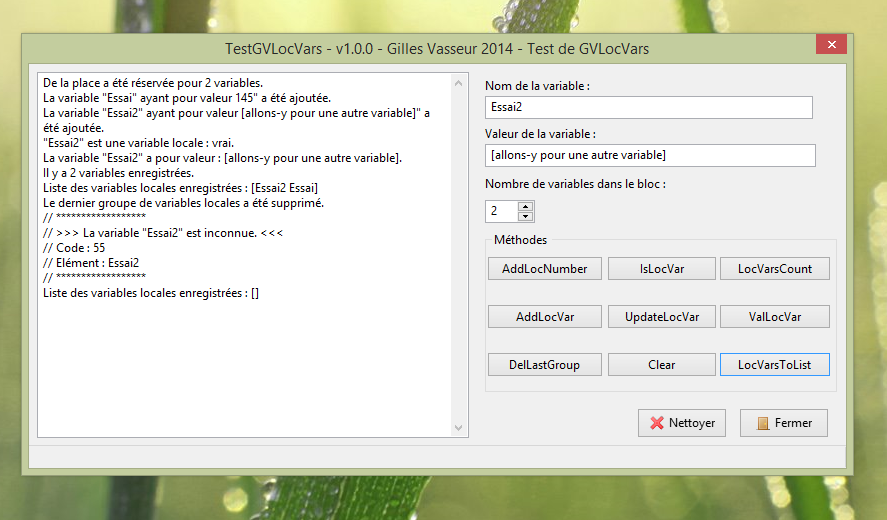 TestGVLocVars - v1.0.0 - Gilles Vasseur 2014 - Test de GVLocVars
De la place a été réservée pour 2 variables.
La variable "Essai" ayant pour valeur 145" a été ajoutée.
La variable "Essai2" ayant pour valeur [allons-y pour une autre variable]" a
été ajoutée.
"Essai2" est une variable locale : vrai.
La variable "Essai2" a pour valeur : [allons-y pour une autre variable].
Il y a 2 variables enregistrées.
Liste des variables locales enregistrées : [Essai2 Essai]
Le dernier groupe de variables locales a été supprimé.
// ******************
// >>> La variable "Essai2" est inconnue. <<<
// Code : 55
// Elément : Essai2
// ******************
Liste des variables locales enregistrées : []
Nom de la variable :
Essai2
Valeur de la variable :
[allons-y pour une autre variable]
Nombre de variables dans le bloc :
2
Méthodes
AddLocNumber IsLocVar LocVarsCount
AddLocVar UpdateLocVar ValLocVar
DelLastGroup Clear LocVarsToList
Nettoyer Fermer